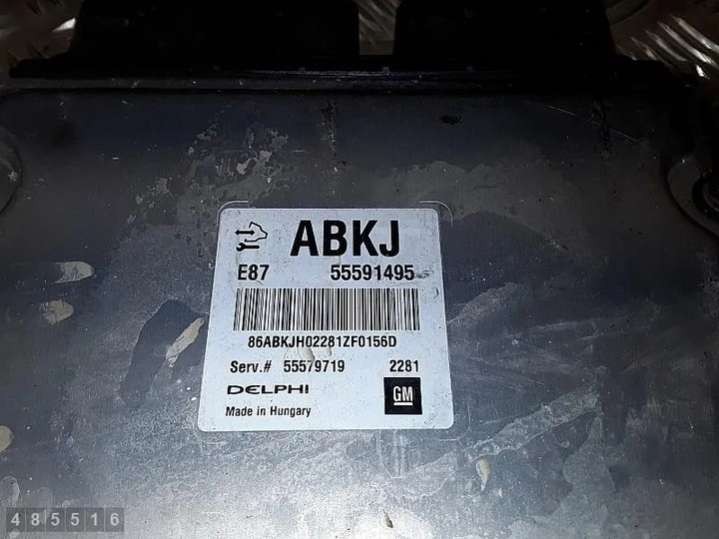 ABKJ
E87 55591495
86ABKJH02281ZF0156D
Serv.# 55579719 2281
DELPHI GM
Made in Hungary
485516